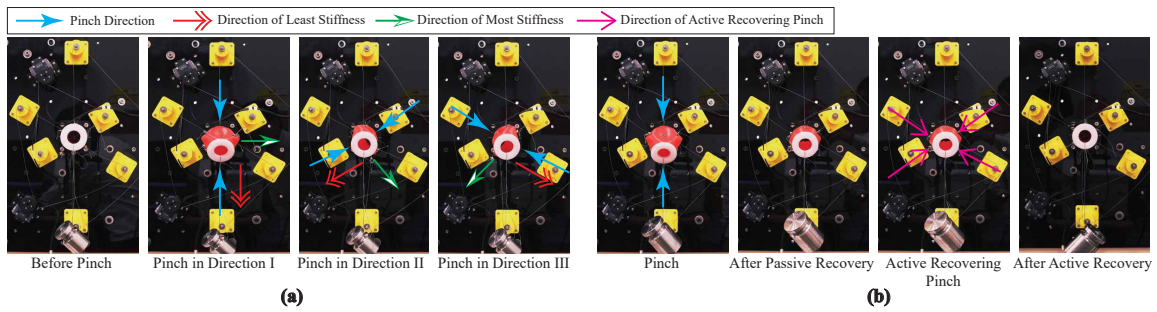 Pinch Direction
Direction of Least Stiffness
Direction of Most Stiffness
Direction of Active Recovering Pinch
Before Pinch
Pinch in Direction I
Pinch in Direction II
Pinch in Direction III
Pinch
After Passive Recovery
Active Recovering
Pinch
After Active Recovery
(a)
(b)